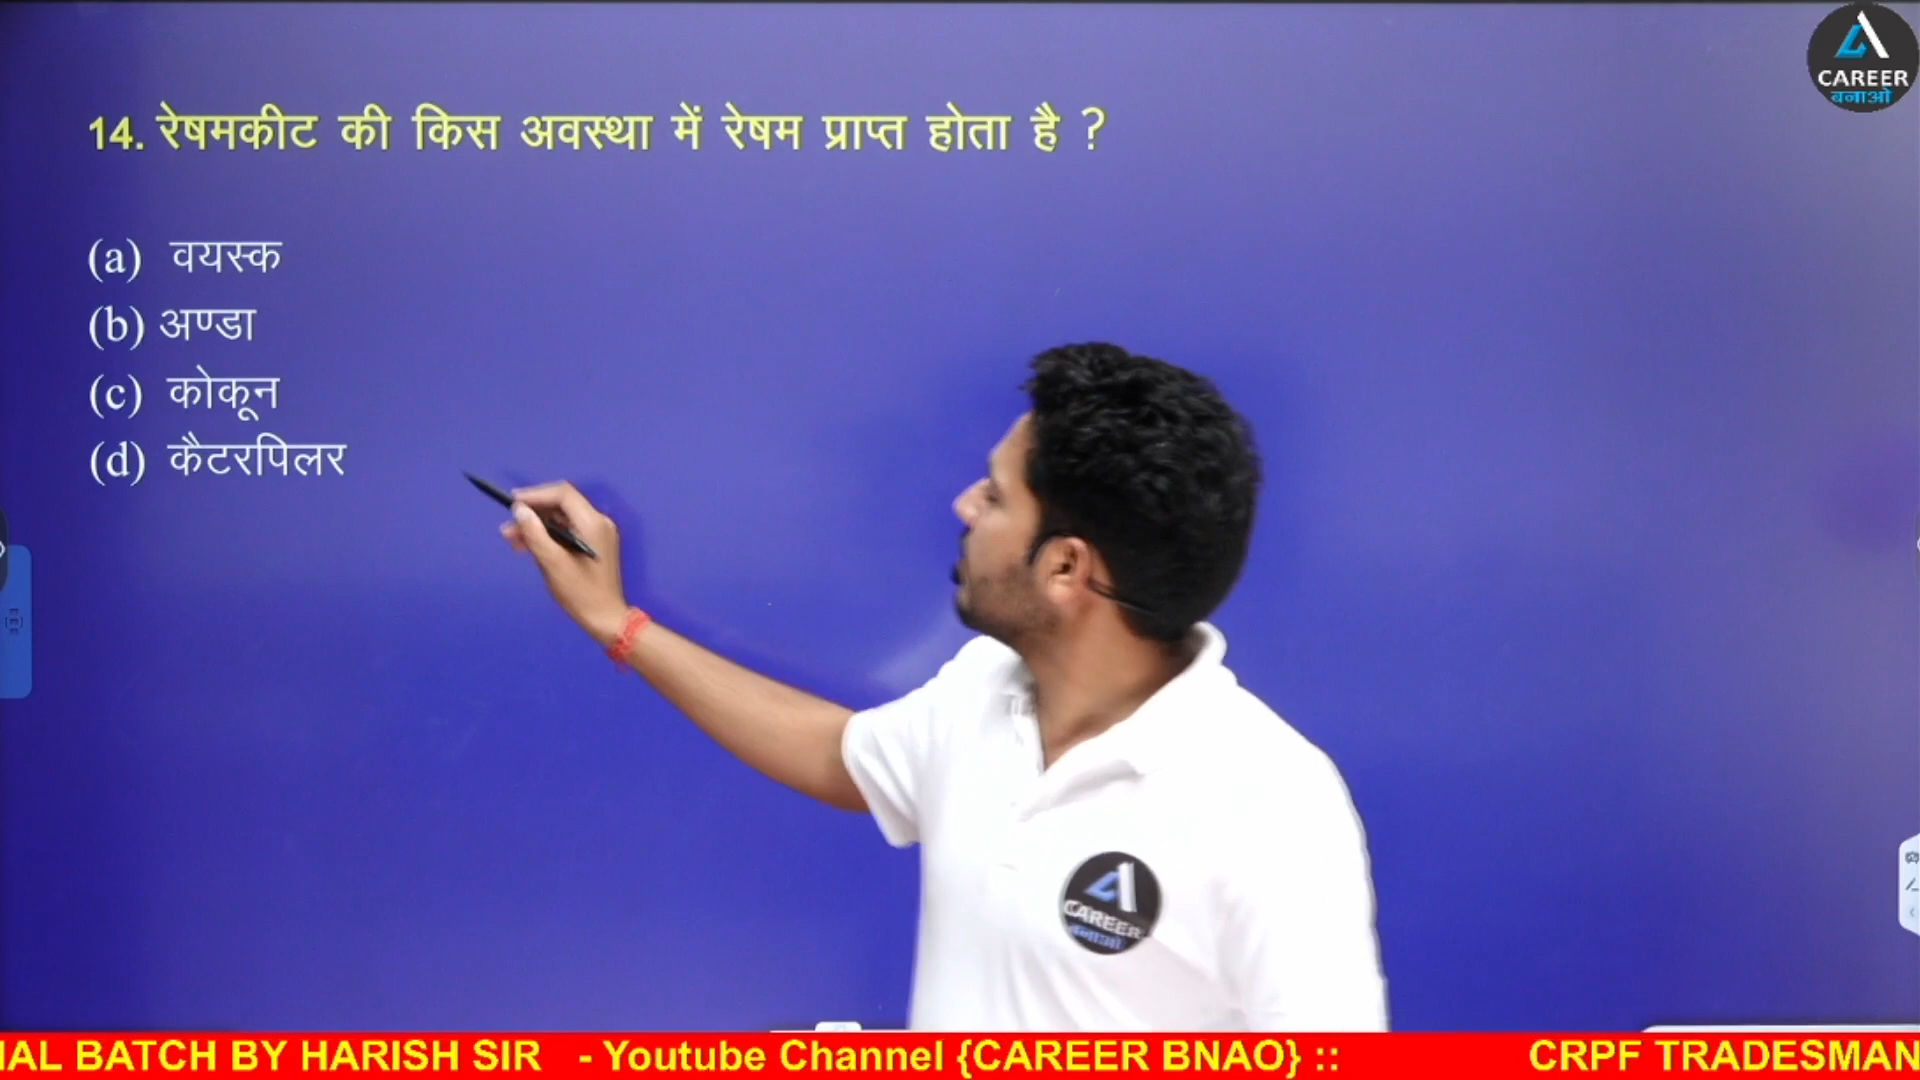 CAREER
बनाओ
14. रेषमकीट की किस अवस्था में रेषम प्राप्त होता है ?
(a) वयस्क
(b) अण्डा
(c) कोकून
(d) कैटरपिलर
CAREER
बनाओ
IAL BATCH BY HARISH SIR - Youtube Channel {CAREER BNAO} :: CRPF TRADESMAN